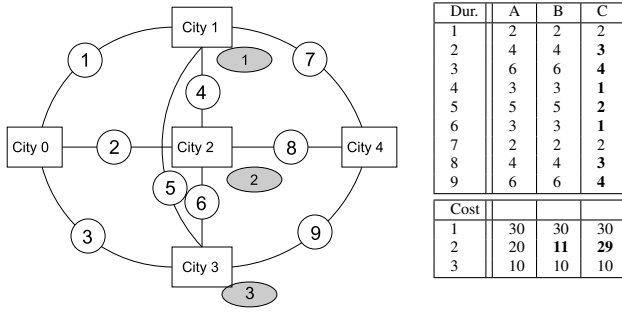 City 1
1
1
7
4
City 0
2
City 2
8
City 4
2
5
6
3
9
City 3
3
Dur. A B C
1 2 2 2
2 4 4 3
3 6 6 4
4 3 3 1
5 5 5 2
6 3 3 1
7 2 2 2
8 4 4 3
9 6 6 4
Cost
1 30 30 30
2 20 11 29
3 10 10 10